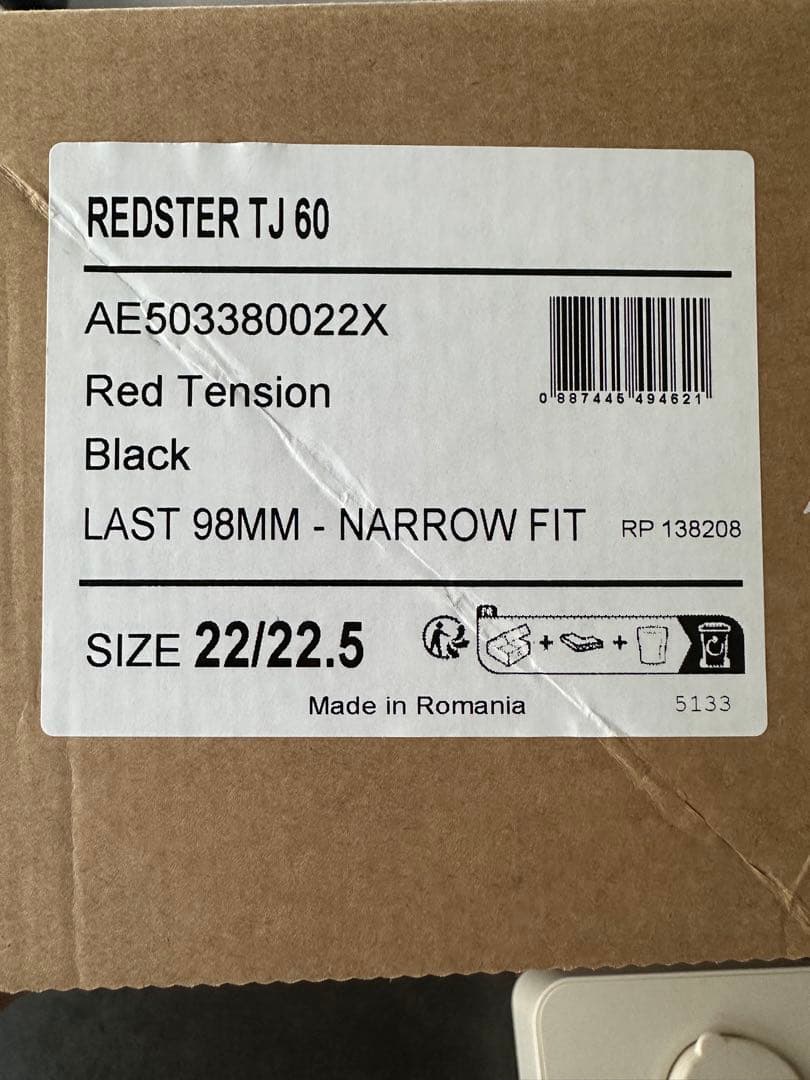 REDSTER TJ 60
AE503380022X
0 887445 494621
Red Tension
Black
LAST 98MM - NARROW FIT
RP 138208
SIZE 22/22.5
FR
+ +
Made in Romania
5133